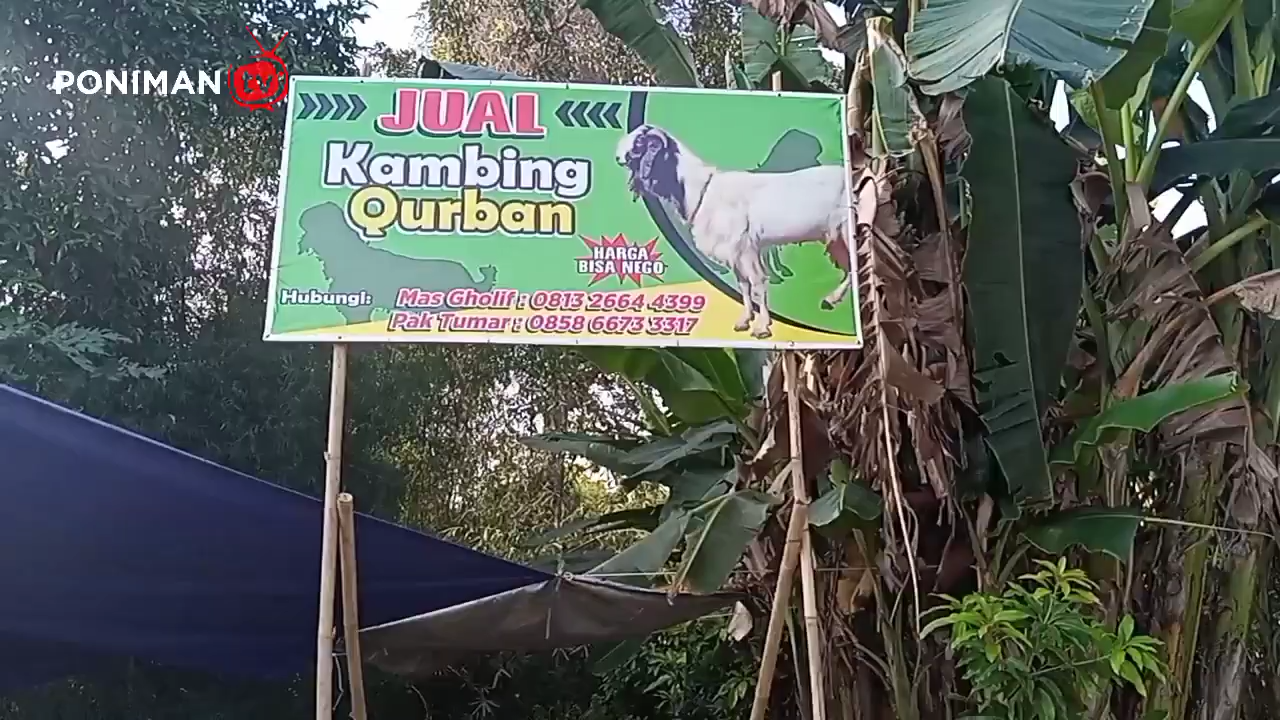 PONIMAN TV
JUAL
Kambing
Qurban
HARGA
BISA NEGO
Hubungi: Mas Gholif : 0813 2664 4399
Pak Tumar : 0858 6673 3317